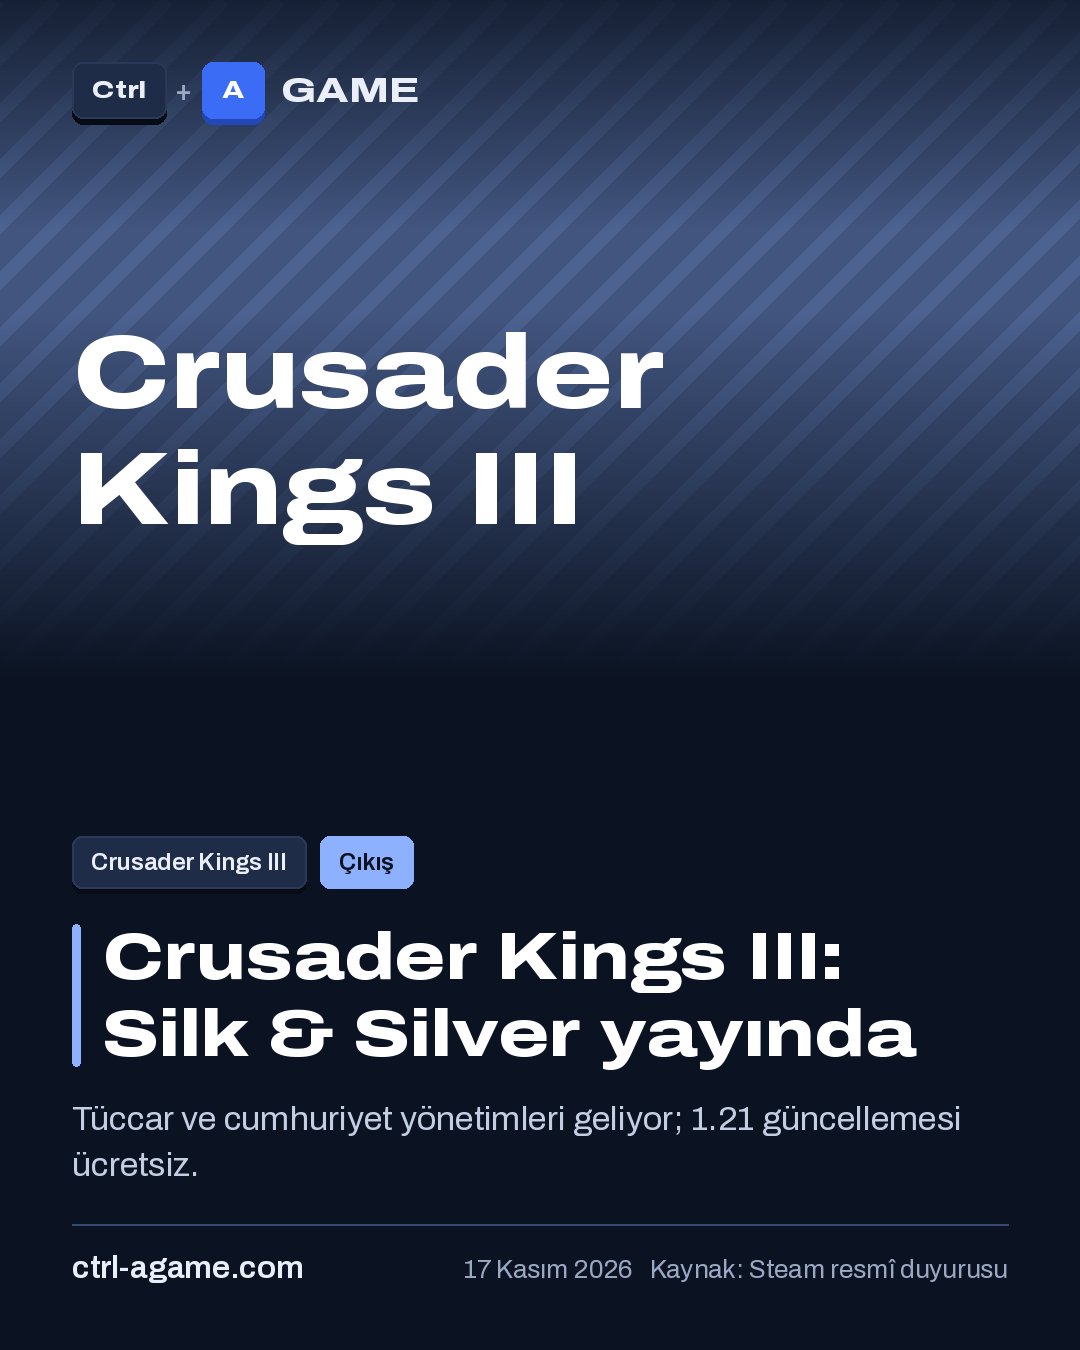 Ctrl + A GAME
Crusader
Kings III
Crusader Kings III Çıkış
Crusader Kings III:
Silk & Silver yayında
Tüccar ve cumhuriyet yönetimleri geliyor; 1.21 güncellemesi
ücretsiz.
ctrl-agame.com 17 Kasım 2026 Kaynak: Steam resmî duyurusu